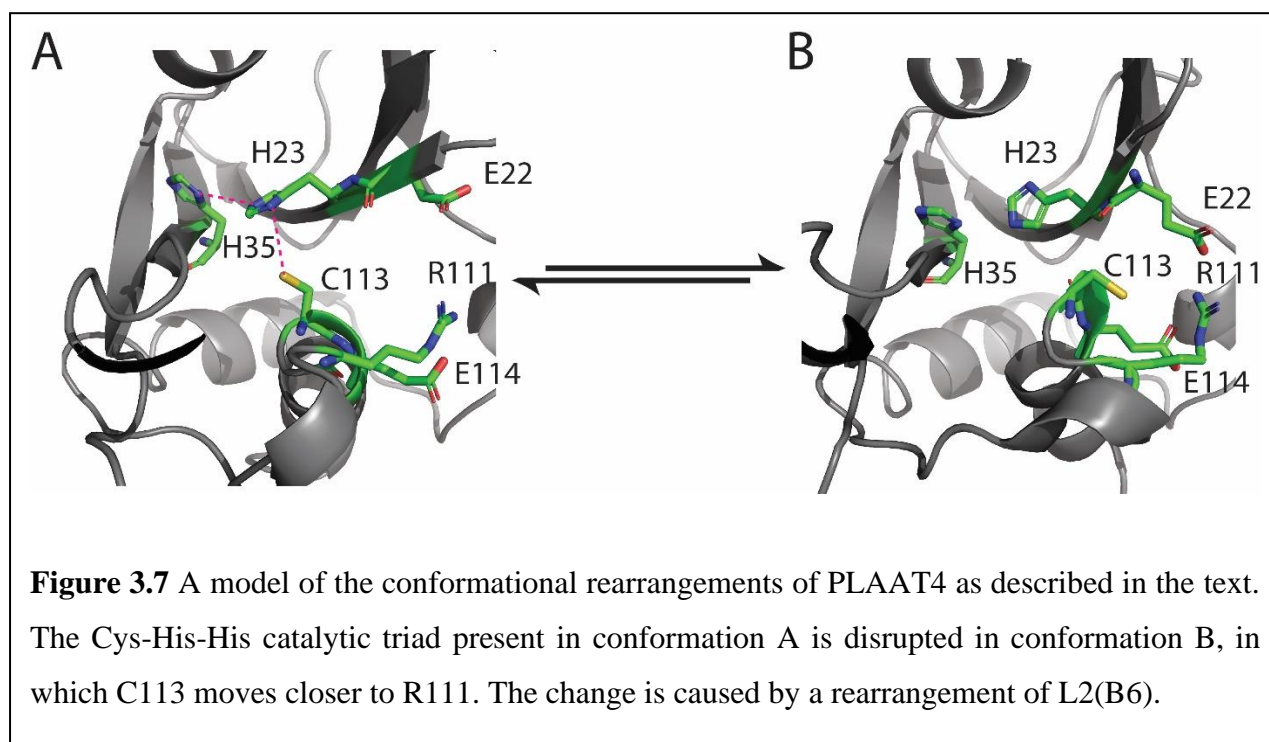 A
B
H23
E22
H35
C113
R111
E114
H23
E22
H35
C113
R111
E114
Figure 3.7 A model of the conformational rearrangements of PLAAT4 as described in the text.
The Cys-His-His catalytic triad present in conformation A is disrupted in conformation B, in
which C113 moves closer to R111. The change is caused by a rearrangement of L2(B6).